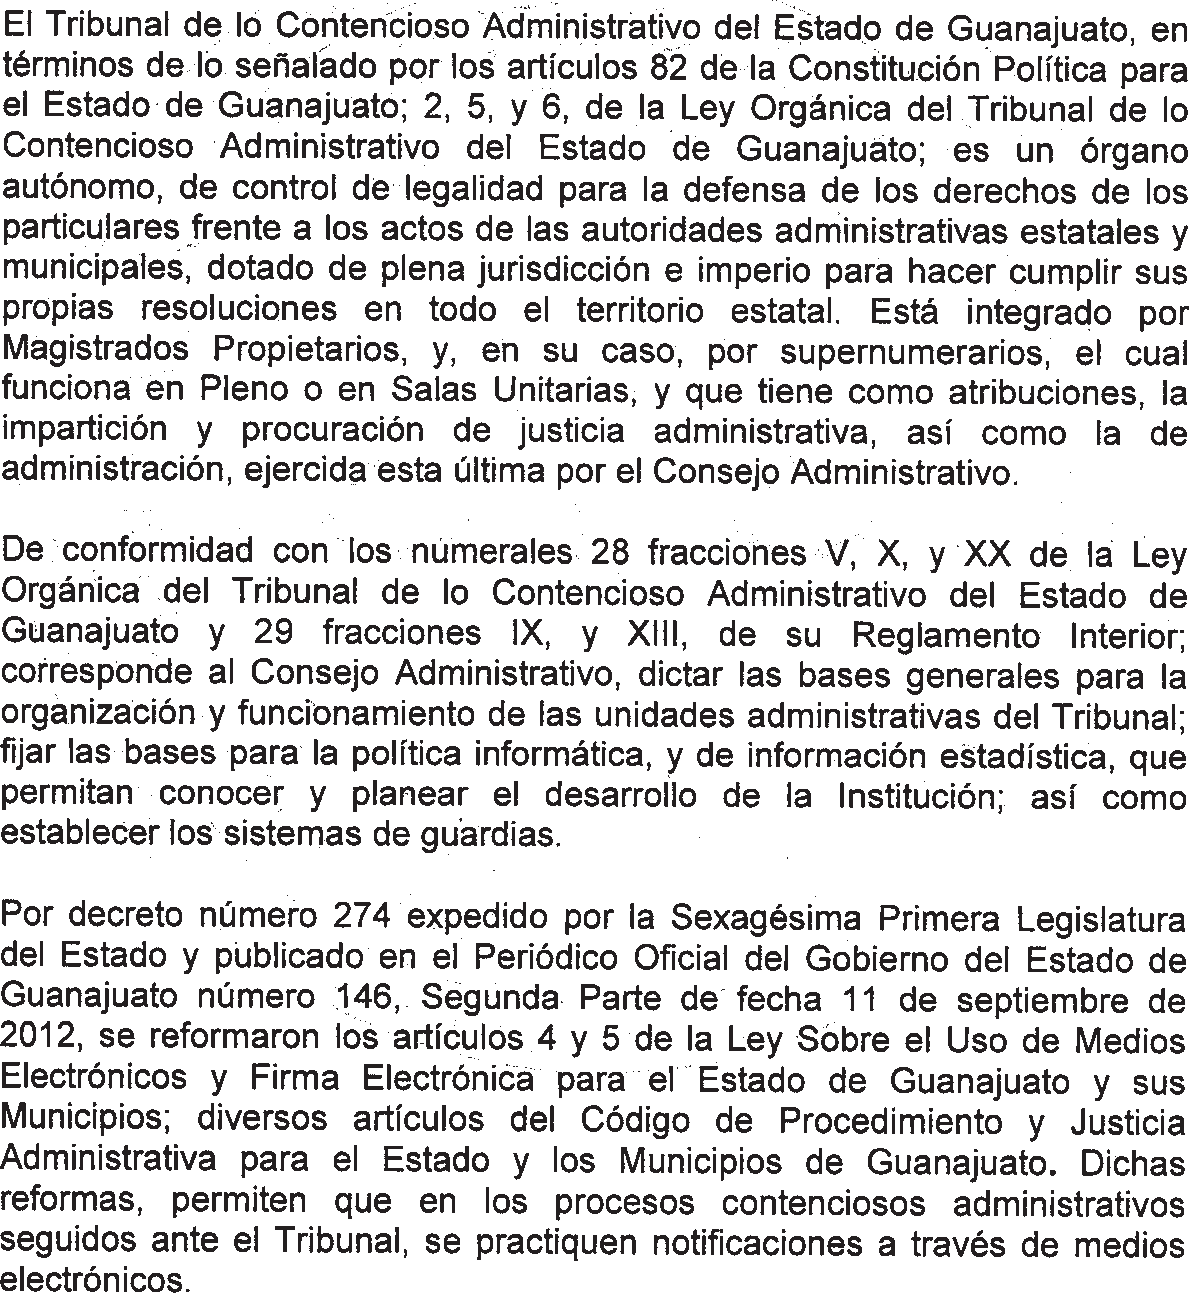 El Tribunal de lo Contencioso Administrativo del Estado de Guanajuato, en
términos de lo señalado por los artículos 82 de la Constitución Política para
el Estado de Guanajuato; 2, 5, y 6, de la Ley Orgánica del Tribunal de lo
Contencioso Administrativo del Estado de Guanajuato; es un órgano
autónomo, de control de legalidad para la defensa de los derechos de los
particulares frente a los actos de las autoridades administrativas estatales y
municipales, dotado de plena jurisdicción e imperio para hacer cumplir sus
propias resoluciones en todo el territorio estatal. Está integrado por
Magistrados Propietarios, y, en su caso, por supernumerarios, el cual
funciona en Pleno o en Salas Unitarias, y que tiene como atribuciones, la
impartición y procuración de justicia administrativa, así como la de
administración, ejercida esta última por el Consejo Administrativo.

De conformidad con los numerales 28 fracciones V, X, y XX de la Ley
Orgánica del Tribunal de lo Contencioso Administrativo del Estado de
Guanajuato y 29 fracciones IX, y XIII, de su Reglamento Interior;
corresponde al Consejo Administrativo, dictar las bases generales para la
organización y funcionamiento de las unidades administrativas del Tribunal;
fijar las bases para la política informática, y de información estadística, que
permitan conocer y planear el desarrollo de la Institución; así como
establecer los sistemas de guardias.

Por decreto número 274 expedido por la Sexagésima Primera Legislatura
del Estado y publicado en el Periódico Oficial del Gobierno del Estado de
Guanajuato número 146, Segunda Parte de fecha 11 de septiembre de
2012, se reformaron los artículos 4 y 5 de la Ley Sobre el Uso de Medios
Electrónicos y Firma Electrónica para el Estado de Guanajuato y sus
Municipios; diversos artículos del Código de Procedimiento y Justicia
Administrativa para el Estado y los Municipios de Guanajuato. Dichas
reformas, permiten que en los procesos contenciosos administrativos
seguidos ante el Tribunal, se practiquen notificaciones a través de medios
electrónicos.